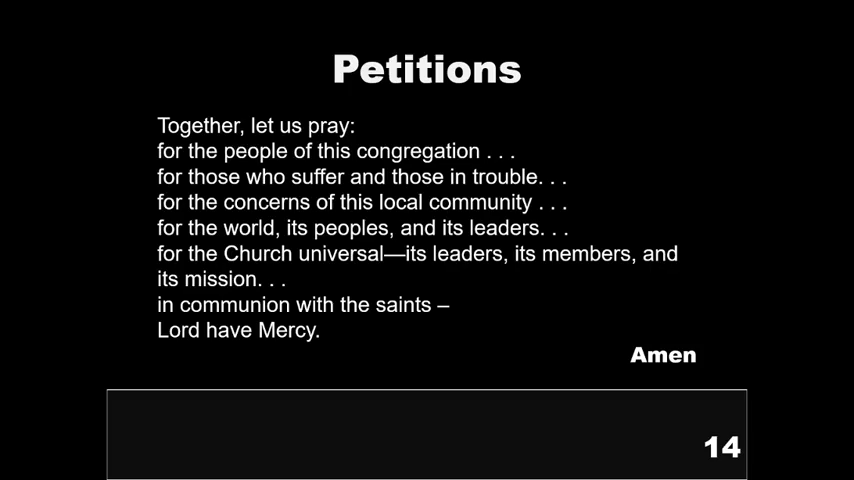 Petitions
Together, let us pray:
for the people of this congregation . . .
for those who suffer and those in trouble. . .
for the concerns of this local community . . .
for the world, its peoples, and its leaders. . .
for the Church universal—its leaders, its members, and
its mission. . .
in communion with the saints –
Lord have Mercy.
Amen
14